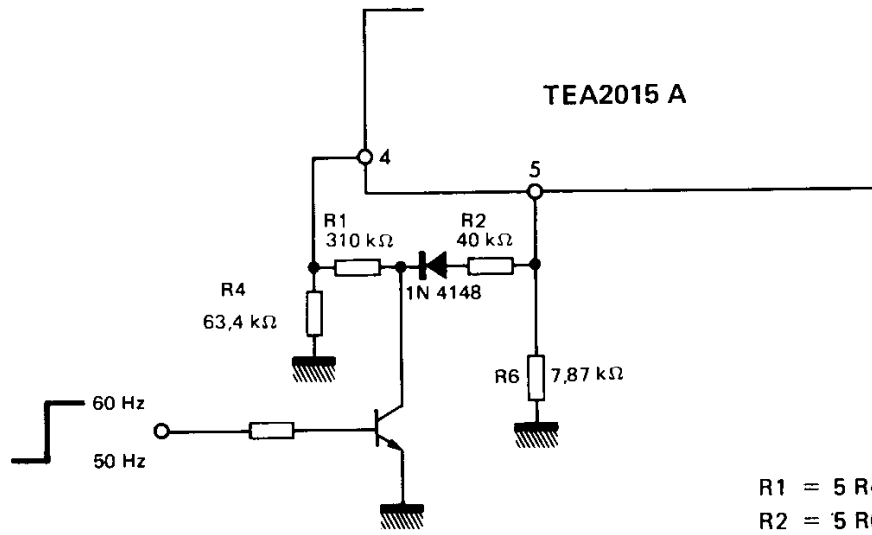 TEA2015 A
4
5
R1
310 kΩ
R2
40 kΩ
1N 4148
R4
63,4 kΩ
R6 7,87 kΩ
60 Hz
50 Hz
R1 = 5
R2 = 5